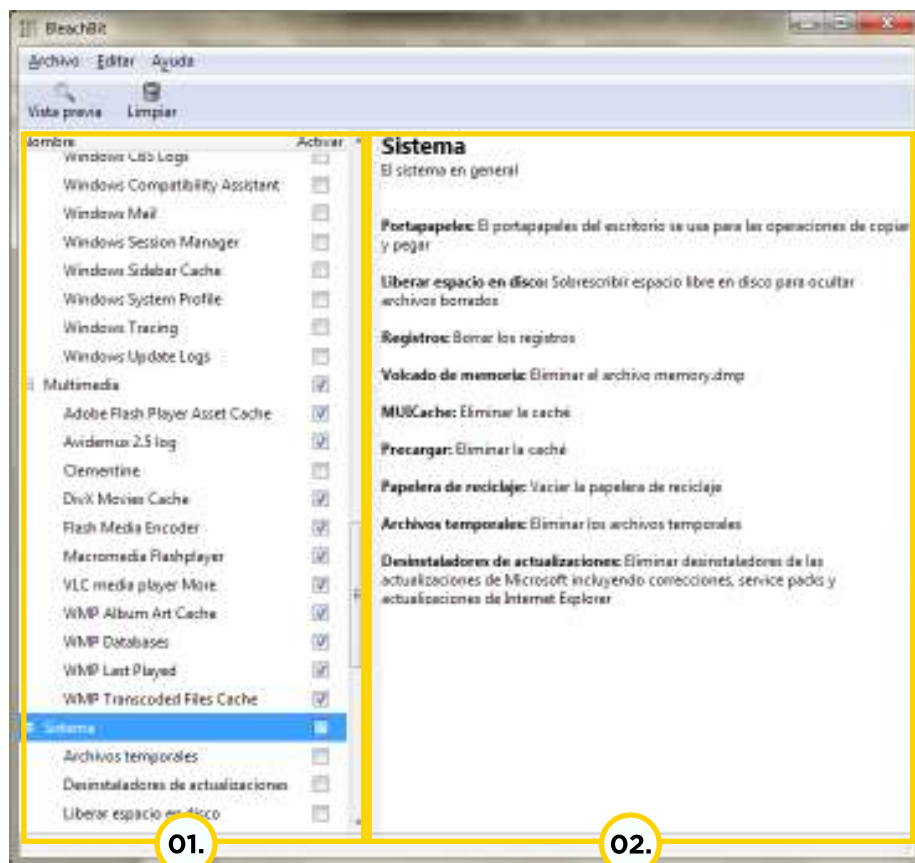 BleachBit
Archivo Editar Ayuda
Vista previa Limpiar
Nombre Activar
Windows CBS Logs
Windows Compatibility Assistant
Windows Mail
Windows Session Manager
Windows Sidebar Cache
Windows System Profile
Windows Tracing
Windows Update Logs
Multimedia
Adobe Flash Player Asset Cache
Avidemux 2.5 log
Clementine
DivX Movies Cache
Flash Media Encoder
Macromedia Flashplayer
VLC media player More
WMP Album Art Cache
WMP Databases
WMP Last Played
WMP Transcoded Files Cache
Sistema
Archivos temporales
Desinstaladores de actualizaciones
Liberar espacio en disco
01.
Sistema
El sistema en general
Portapapeles: El portapapeles del escritorio se usa para las operaciones de copiar
y pegar
Liberar espacio en disco: Sobrescribir espacio libre en disco para ocultar
archivos borrados
Registros: Borrar los registros
Volcado de memoria: Eliminar el archivo memory.dmp
MUICache: Eliminar la caché
Precargar: Eliminar la caché
Papelera de reciclaje: Vaciar la papelera de reciclaje
Archivos temporales: Eliminar los archivos temporales
Desinstaladores de actualizaciones: Eliminar desinstaladores de las
actualizaciones de Microsoft incluyendo correcciones, service packs y
actualizaciones de Internet Explorer
02.